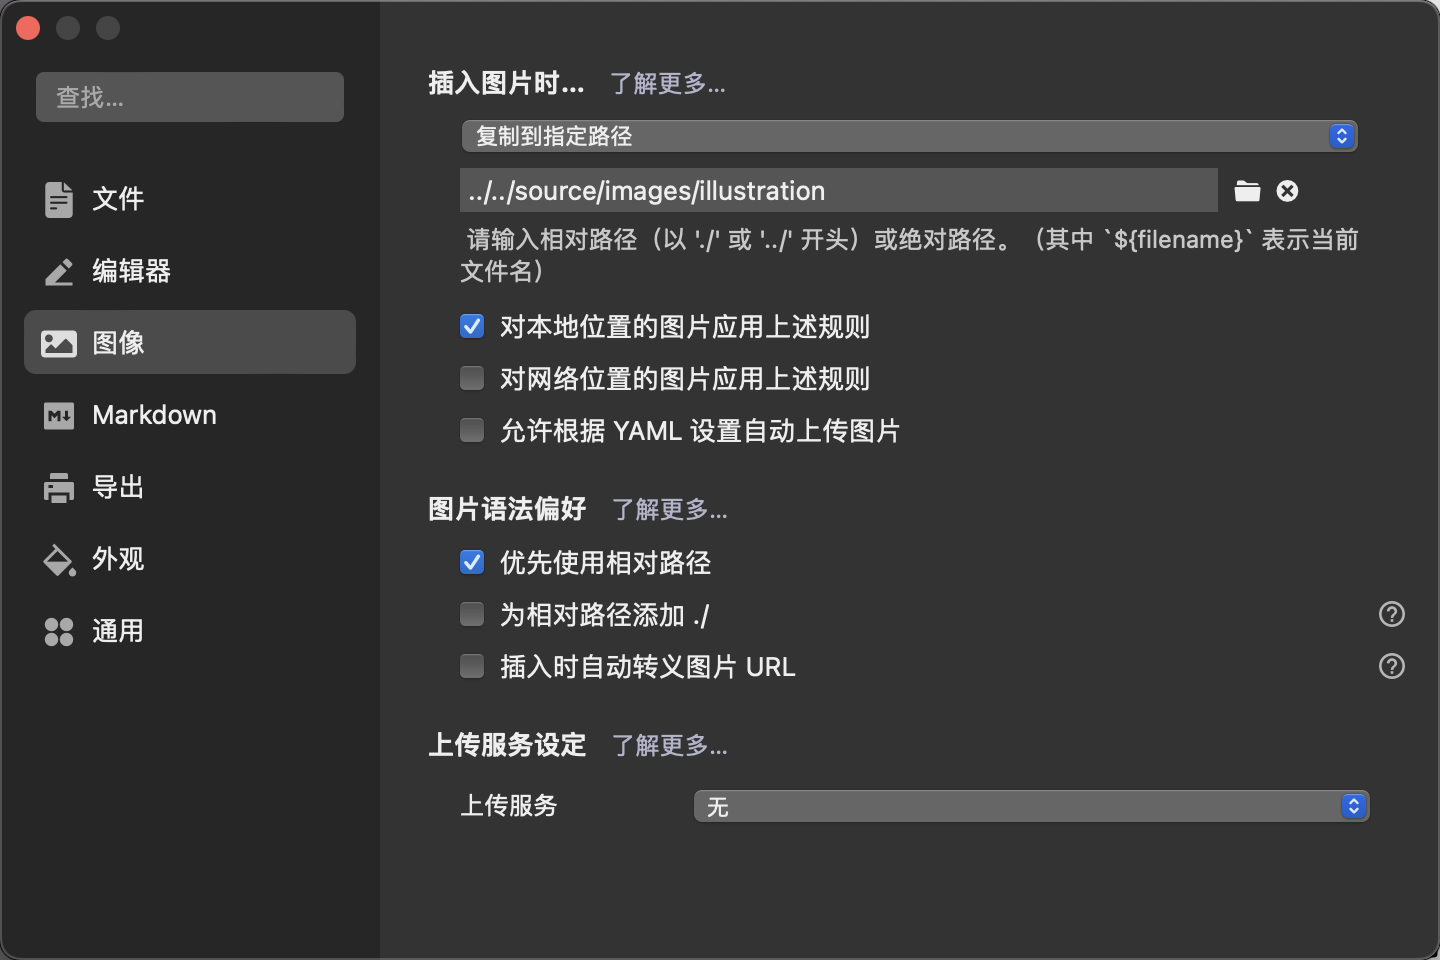 查找...
文件
编辑器
图像
Markdown
导出
外观
通用
插入图片时... 了解更多...
复制到指定路径
../../source/images/illustration
请输入相对路径（以 './' 或 '../' 开头）或绝对路径。（其中 `${filename}` 表示当前
文件名）
对本地位置的图片应用上述规则
对网络位置的图片应用上述规则
允许根据 YAML 设置自动上传图片
图片语法偏好 了解更多...
优先使用相对路径
为相对路径添加 ./
插入时自动转义图片 URL
上传服务设定 了解更多...
上传服务 无